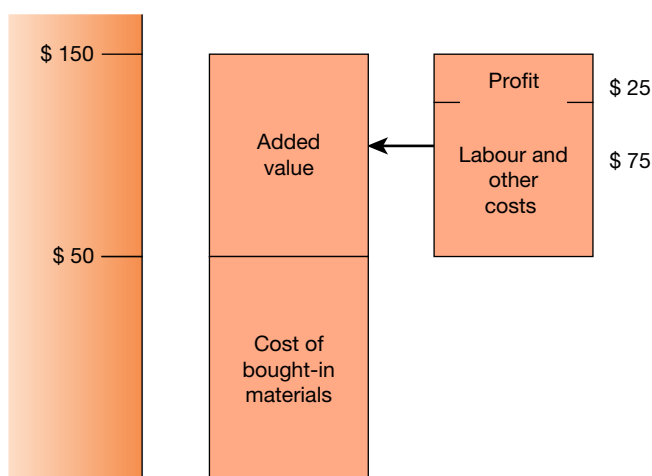 $ 150
$ 50
Added
value
Cost of
bought-in
materials
Profit
$ 25
Labour and
other
costs
$ 75